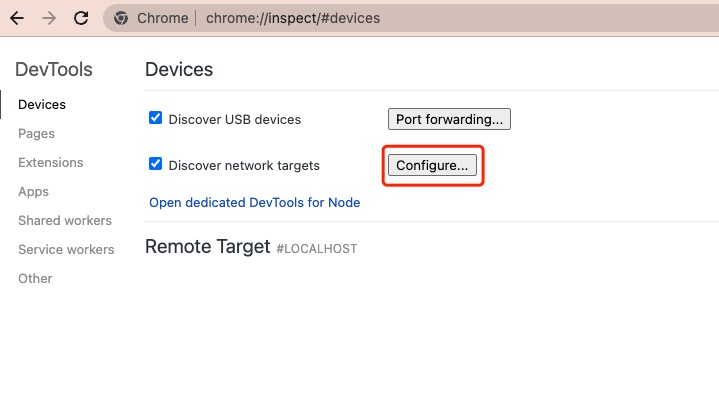 Chrome chrome://inspect/#devices
DevTools
Devices
Pages
Extensions
Apps
Shared workers
Service workers
Other
Devices
Discover USB devices Port forwarding...
Discover network targets Configure...
Open dedicated DevTools for Node
Remote Target #LOCALHOST